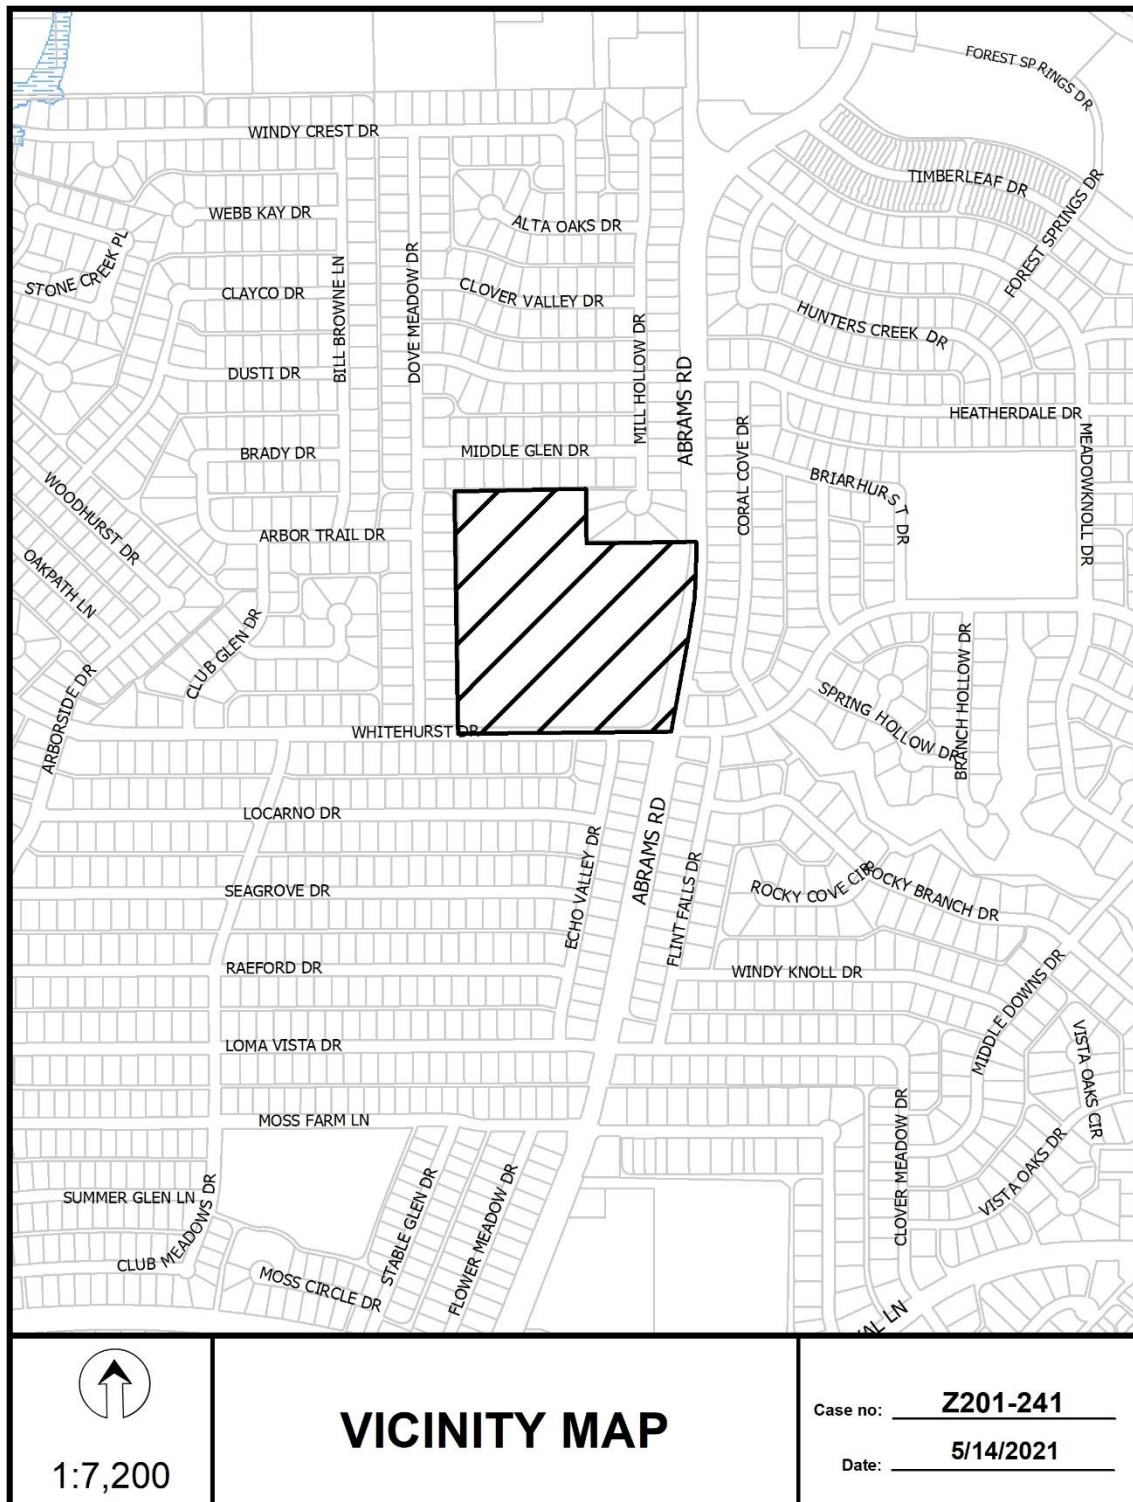 FOREST SPRINGS DR
WINDY CREST DR
TIMBERLEAF DR
WEBB KAY DR
ALTA OAKS DR
FOREST SPRINGS DR
STONE CREEK PL
CLAYCO DR
BILL BROWNE LN
DOVE MEADOW DR
CLOVER VALLEY DR
HUNTERS CREEK DR
MILL HOLLOW DR
DUSTI DR
ABRAMS RD
HEATHERDALE DR
CORAL COVE DR
MEADOWKNOLL DR
BRADY DR
MIDDLE GLEN DR
BRIARHURST DR
WOODHURST DR
ARBOR TRAIL DR
OAKPATH LN
CLUB GLEN DR
BRANCH HOLLOW DR
SPRING HOLLOW DR
ARBORSIDE DR
WHITEHURST DR
LOCARNO DR
ECHO VALLEY DR
ABRAMS RD
FLINT FALLS DR
SEAGROVE DR
ROCKY COVE CIR
ROCKY BRANCH DR
RAEFORD DR
WINDY KNOLL DR
MIDDLE DOWNS DR
LOMA VISTA DR
VISTA OAKS CIR
MOSS FARM LN
CLOVER MEADOW DR
VISTA OAKS DR
SUMMER GLEN LN
CLUB MEADOWS DR
STABLE GLEN DR
FLOWER MEADOW DR
MOSS CIRCLE DR
LN
1:7,200
VICINITY MAP
Case no: Z201-241
Date: 5/14/2021